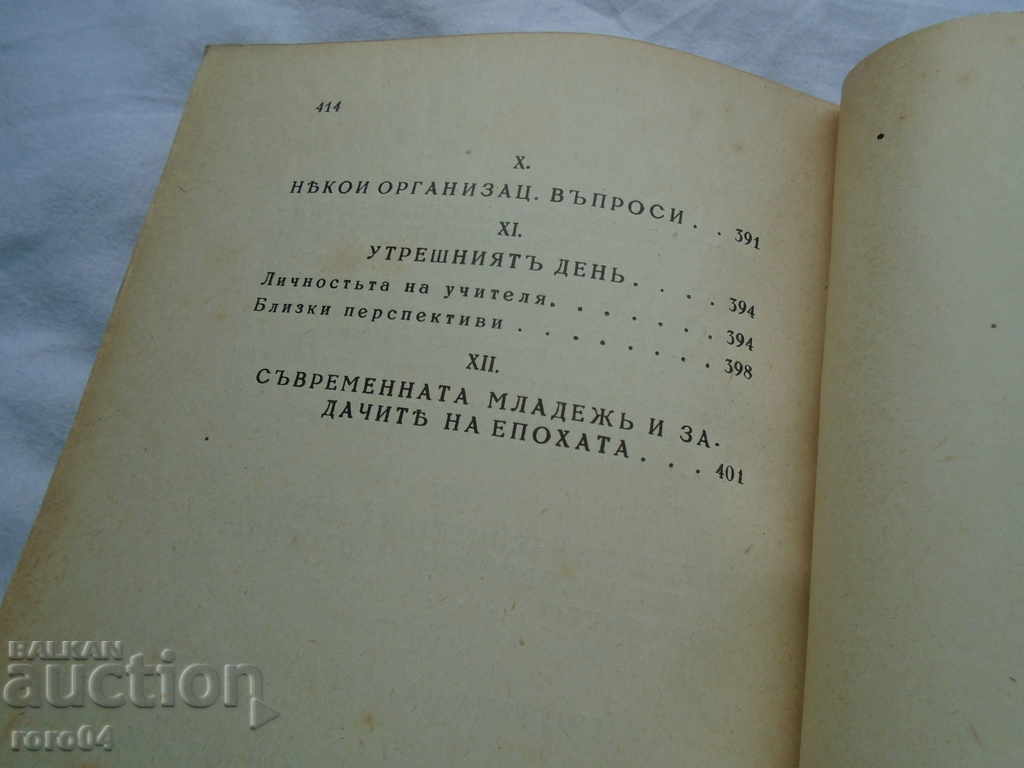 414
X.
НѢКОИ ОРГАНИЗАЦ. ВЪПРОСИ . . 391
XI.
УТРЕШНИЯТЪ ДЕНЬ . . . . 394
Личностьта на учителя. . . . . . 394
Близки перспективи . . . . . . . 398
XII.
СЪВРЕМЕННАТА МЛАДЕЖЬ И ЗА-
ДАЧИТѢ НА ЕПОХАТА . . . 401
BALKAN
auction
roro04